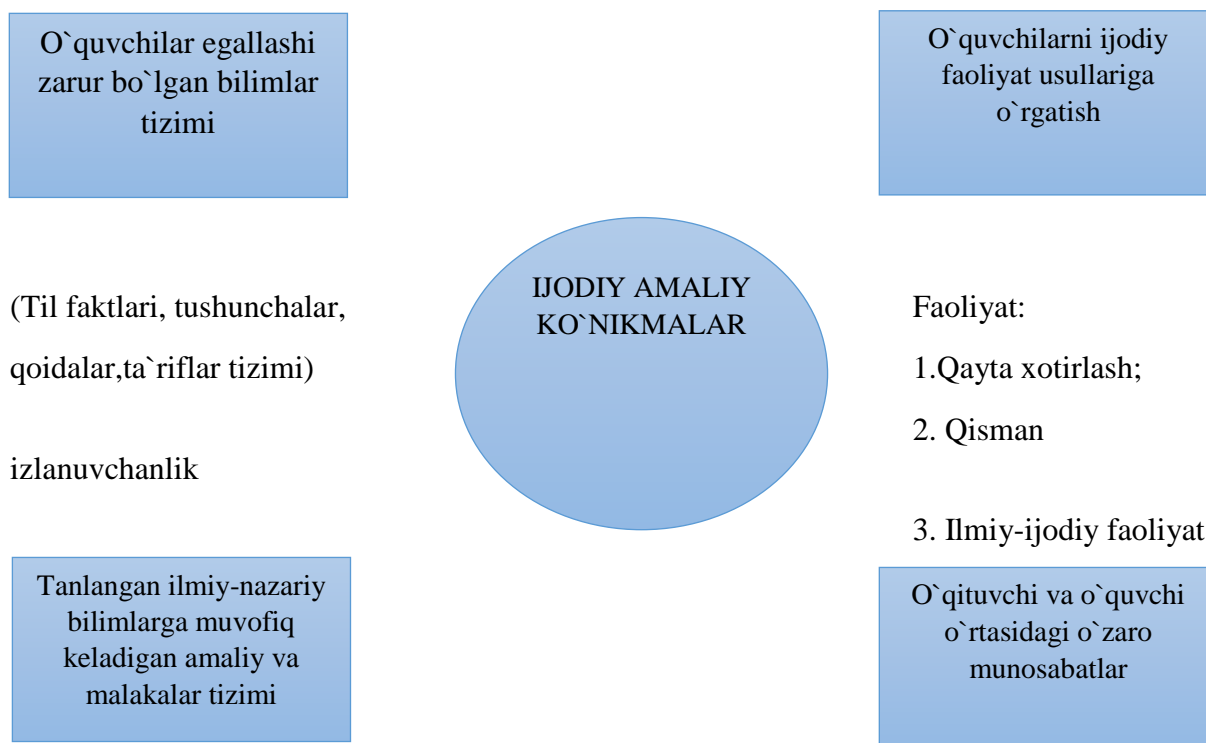 O`quvchilar egallashi
zarur bo`lgan bilimlar
tizimi
O`quvchilarni ijodiy
faoliyat usullariga
o`rgatish
IJODIY AMALIY
KO`NIKMALAR
(Til faktlari, tushunchalar,
qoidalar,ta`riflar tizimi)
izlanuvchanlik
Faoliyat:
1.Qayta xotirlash;
2. Qisman
3. Ilmiy-ijodiy faoliyat
Tanlangan ilmiy-nazariy
bilimlarga muvofiq
keladigan amaliy va
malakalar tizimi
O`qituvchi va o`quvchi
o`rtasidagi o`zaro
munosabatlar